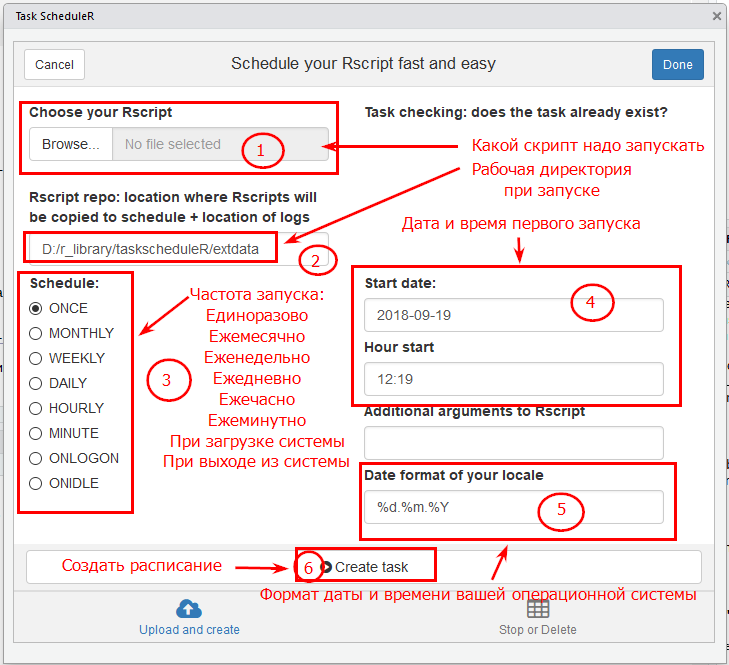 Task ScheduleR
Cancel
Schedule your Rscript fast and easy
Done
Choose your Rscript
Browse...
No file selected
1
Task checking: does the task already exist?
Какой скрипт надо запускать
Рабочая директория
при запуске
Rscript repo: location where Rscripts will
be copied to schedule + location of logs
D:/r_library/taskscheduleR/extdata
2
Дата и время первого запуска
Schedule:
ONCE
MONTHLY
WEEKLY
DAILY
HOURLY
MINUTE
ONLOGON
ONIDLE
3
Частота запуска:
Единоразово
Ежемесячно
Еженедельно
Ежедневно
Ежечасно
Ежеминутно
При загрузке системы
При выходе из системы
Start date:
2018-09-19
4
Hour start
12:19
Additional arguments to Rscript
Date format of your locale
%d.%m.%Y
5
Создать расписание
6
Create task
Формат даты и времени вашей операционной системы
Upload and create
Stop or Delete